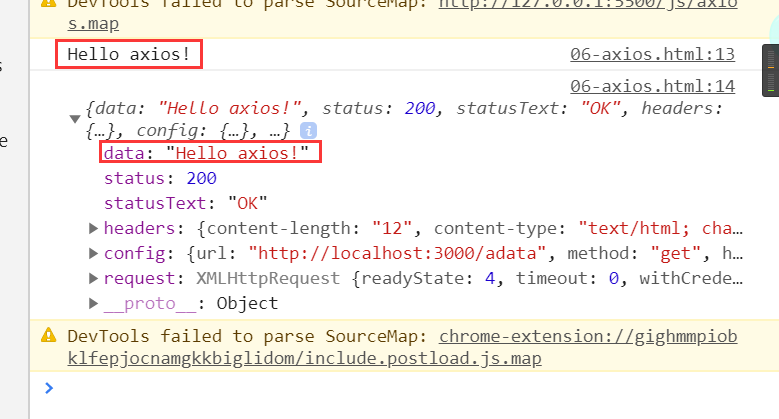 DevTools failed to parse SourceMap: http://127.0.0.1:5500/js/axio
s.map
Hello axios! 06-axios.html:13
06-axios.html:14
{data: "Hello axios!", status: 200, statusText: "OK", headers:
{…}, config: {…}, …} i
data: "Hello axios!"
status: 200
statusText: "OK"
headers: {content-length: "12", content-type: "text/html; cha…
config: {url: "http://localhost:3000/adata", method: "get", h…
request: XMLHttpRequest {readyState: 4, timeout: 0, withCrede…
__proto__: Object
DevTools failed to parse SourceMap: chrome-extension://gighmmpiob
klfepjocnamgkkbiglidom/include.postload.js.map